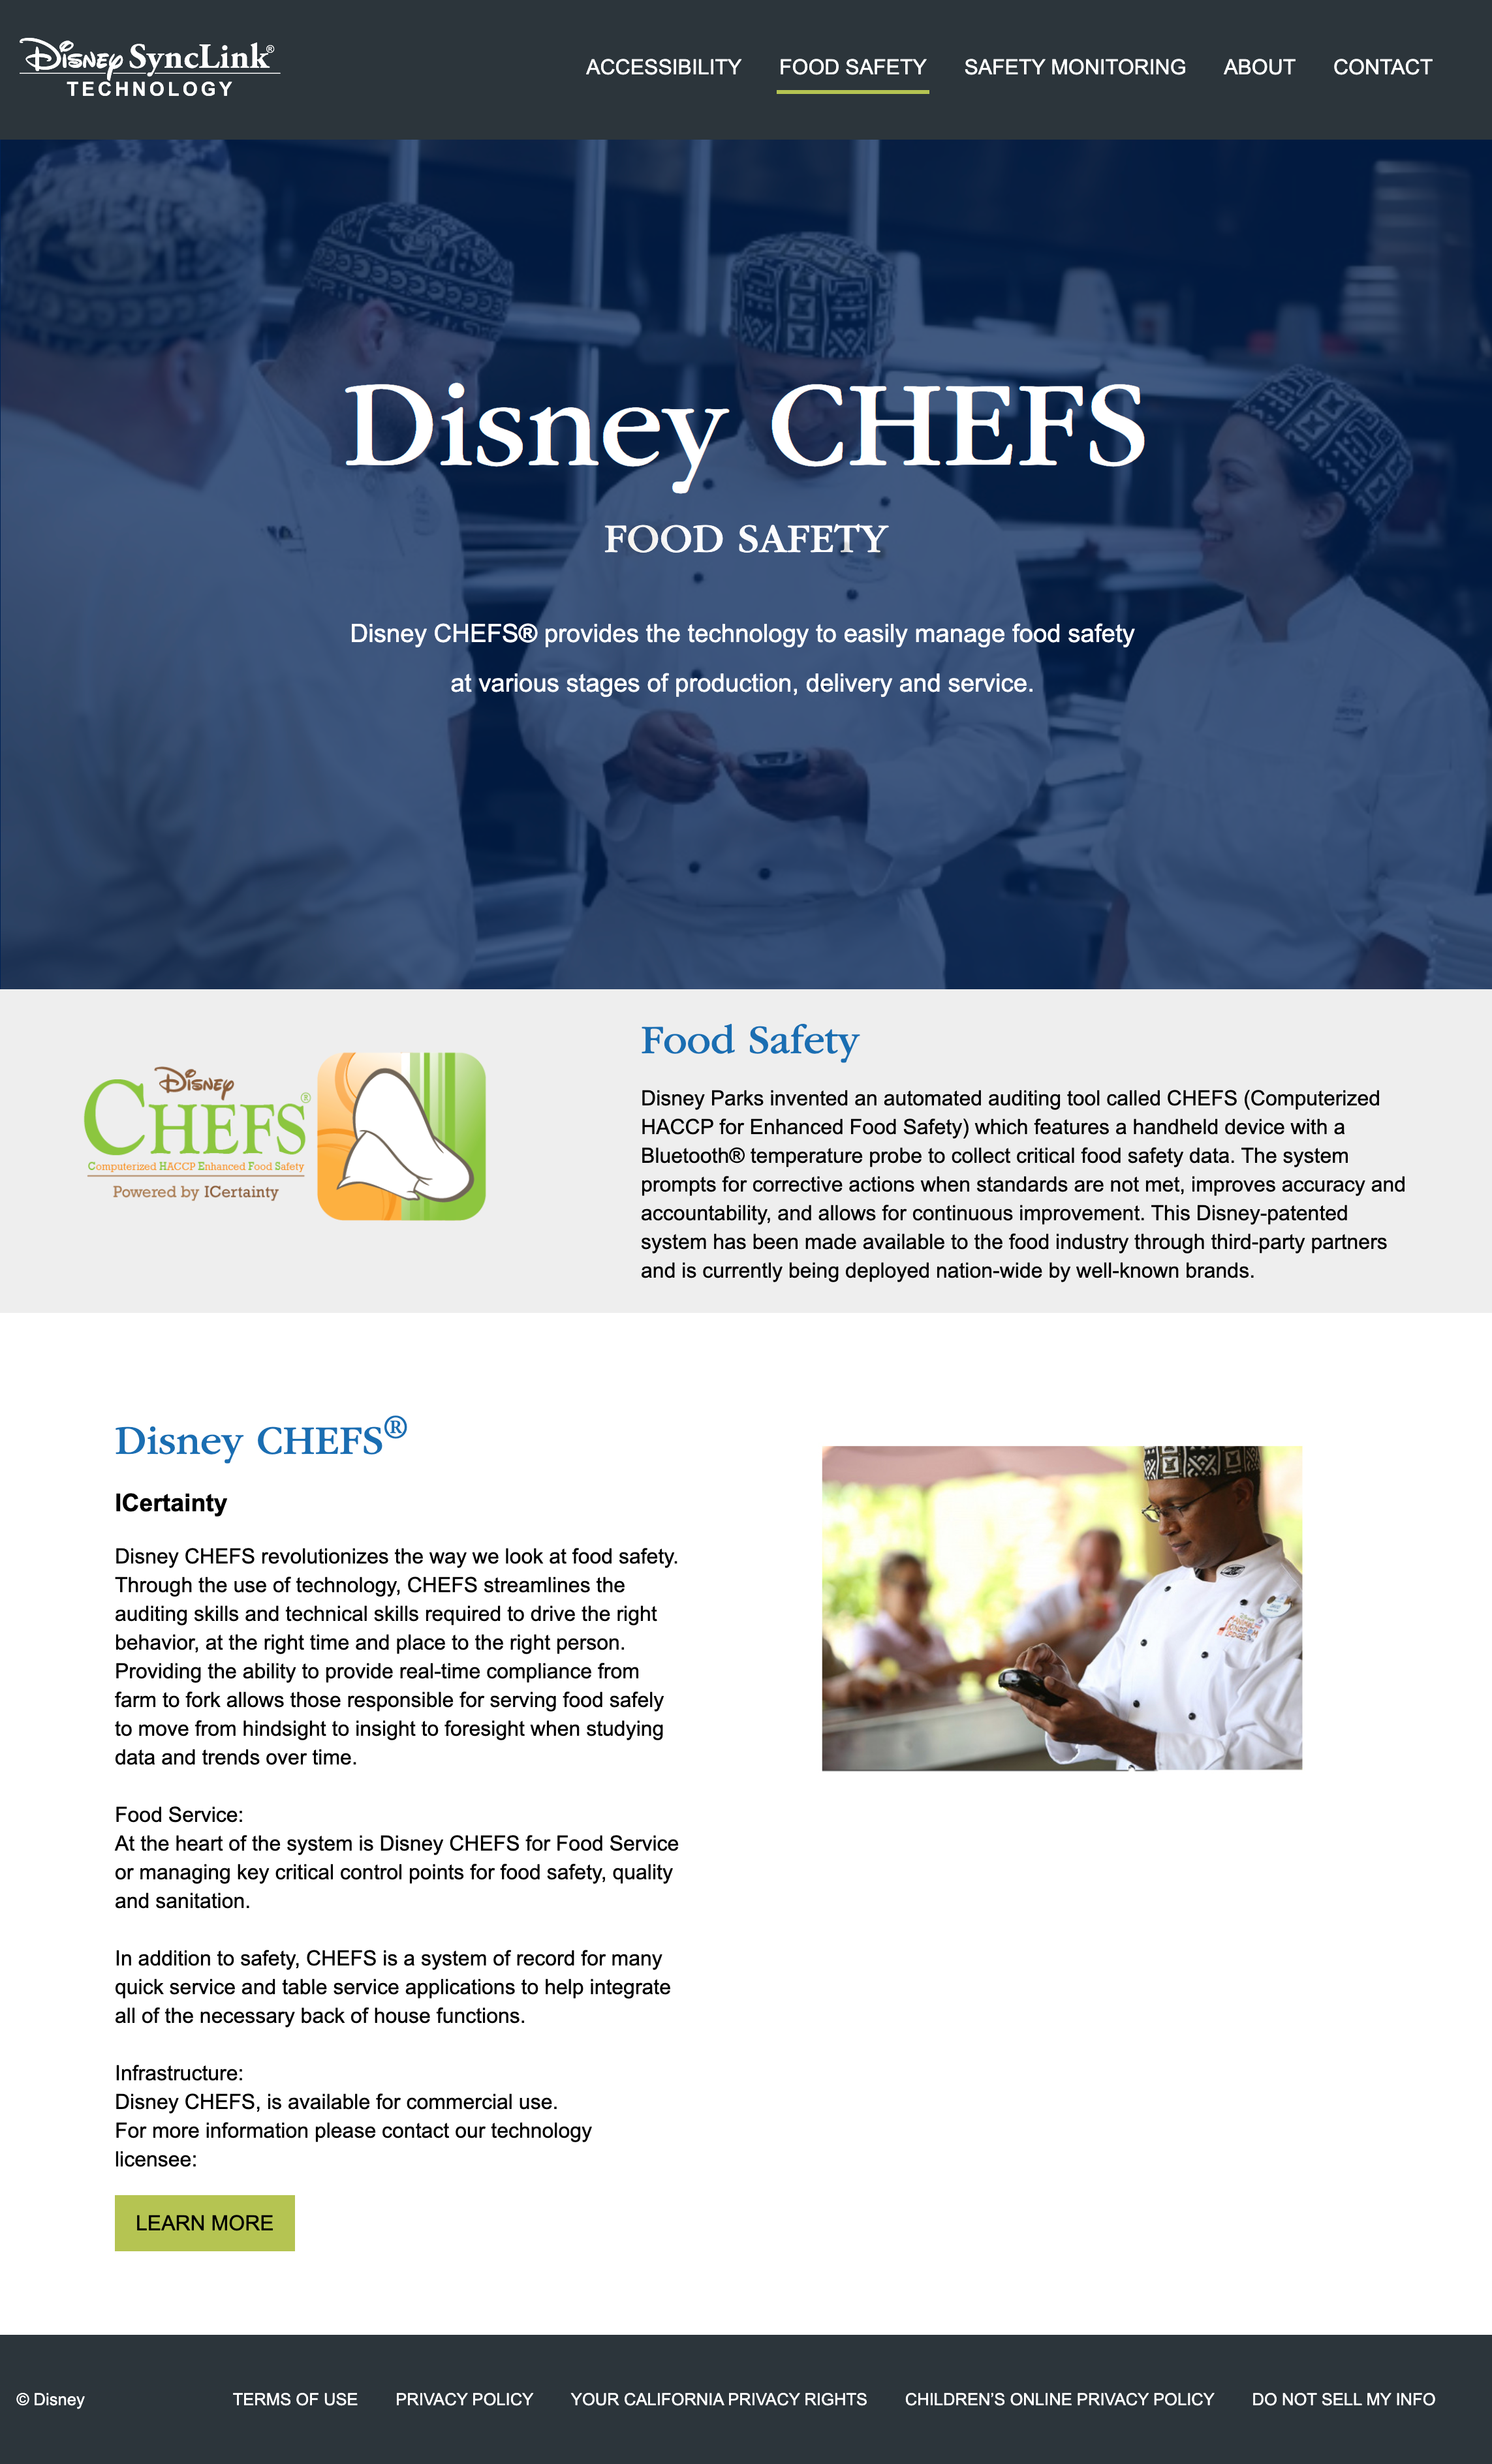 Disney SyncLink®
TECHNOLOGY
ACCESSIBILITY
FOOD SAFETY
SAFETY MONITORING
ABOUT
CONTACT
Disney CHEFS
FOOD SAFETY
Disney CHEFS® provides the technology to easily manage food safety
at various stages of production, delivery and service.
Disney
CHEFS®
Computerized HACCP Enhanced Food Safety
Powered by ICertainty
Food Safety
Disney Parks invented an automated auditing tool called CHEFS (Computerized
HACCP for Enhanced Food Safety) which features a handheld device with a
Bluetooth® temperature probe to collect critical food safety data. The system
prompts for corrective actions when standards are not met, improves accuracy and
accountability, and allows for continuous improvement. This Disney-patented
system has been made available to the food industry through third-party partners
and is currently being deployed nation-wide by well-known brands.
Disney CHEFS®
ICertainty
Disney CHEFS revolutionizes the way we look at food safety.
Through the use of technology, CHEFS streamlines the
auditing skills and technical skills required to drive the right
behavior, at the right time and place to the right person.
Providing the ability to provide real-time compliance from
farm to fork allows those responsible for serving food safely
to move from hindsight to insight to foresight when studying
data and trends over time.
Food Service:
At the heart of the system is Disney CHEFS for Food Service
or managing key critical control points for food safety, quality
and sanitation.
In addition to safety, CHEFS is a system of record for many
quick service and table service applications to help integrate
all of the necessary back of house functions.
Infrastructure:
Disney CHEFS, is available for commercial use.
For more information please contact our technology
licensee:
LEARN MORE
© Disney
TERMS OF USE
PRIVACY POLICY
YOUR CALIFORNIA PRIVACY RIGHTS
CHILDREN’S ONLINE PRIVACY POLICY
DO NOT SELL MY INFO